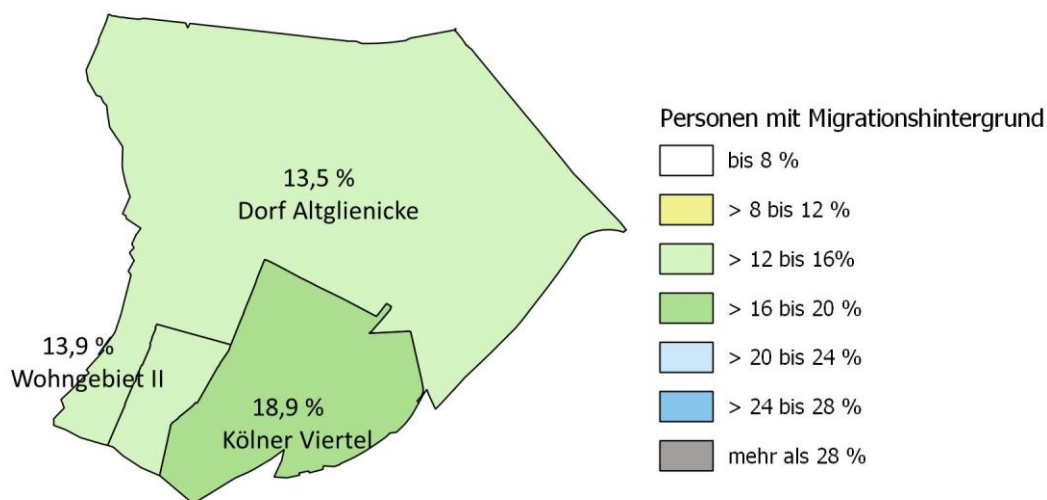 13,5 %
Dorf Altglienicke
13,9 %
Wohngebiet II
18,9 %
Kölner Viertel
Personen mit Migrationshintergrund
bis 8 %
> 8 bis 12 %
> 12 bis 16%
> 16 bis 20 %
> 20 bis 24 %
> 24 bis 28 %
mehr als 28 %